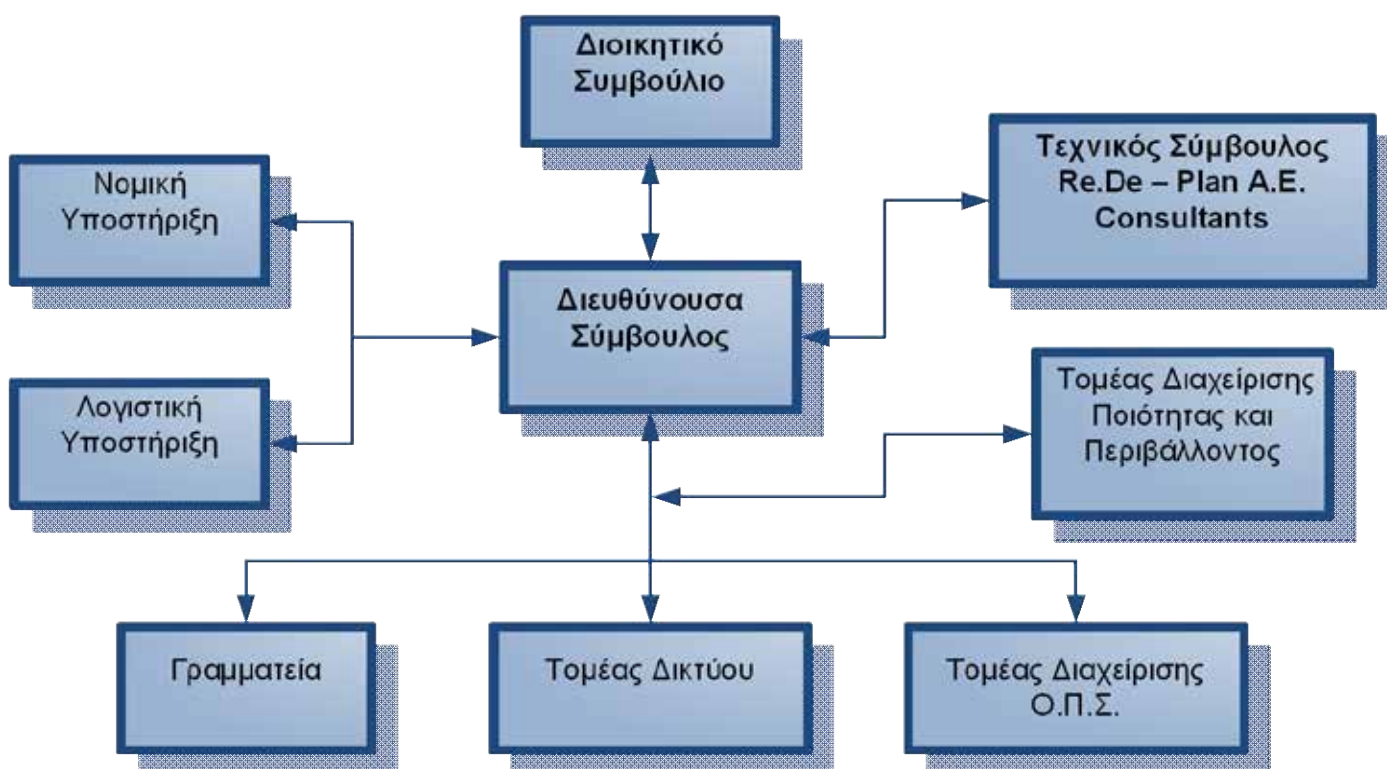 Διοικητικό
Συμβούλιο
Τεχνικός Σύμβουλος
Re.De – Plan A.E.
Consultants
Νομική
Υποστήριξη
Διευθύνουσα
Σύμβουλος
Λογιστική
Υποστήριξη
Τομέας Διαχείρισης
Ποιότητας και
Περιβάλλοντος
Γραμματεία
Τομέας Δικτύου
Τομέας Διαχείρισης
Ο.Π.Σ.